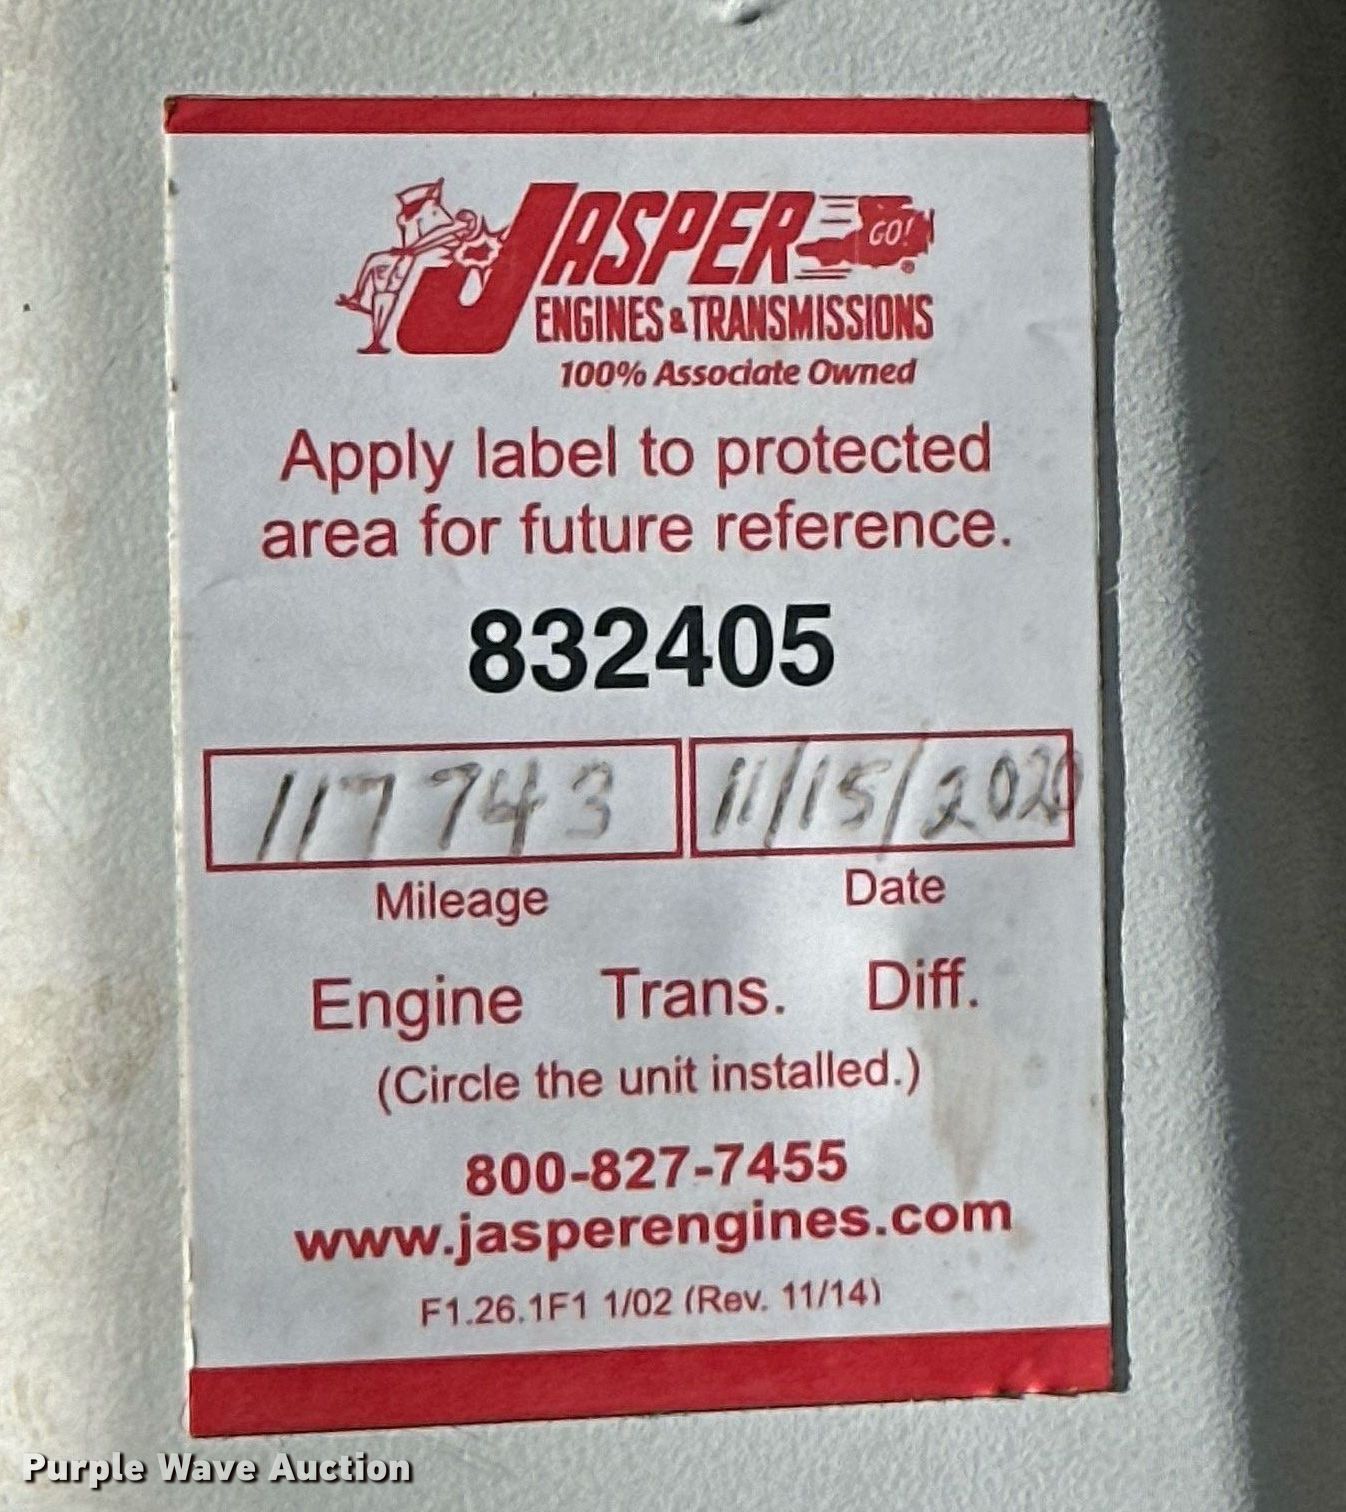 JASPER GO!®
ENGINES & TRANSMISSIONS
100% Associate Owned
Apply label to protected
area for future reference.
832405
117743 11/15/2020
Mileage Date
Engine Trans. Diff.
(Circle the unit installed.)
800-827-7455
www.jasperengines.com
F1.26.1F1 1/02 (Rev. 11/14)
Purple Wave Auction